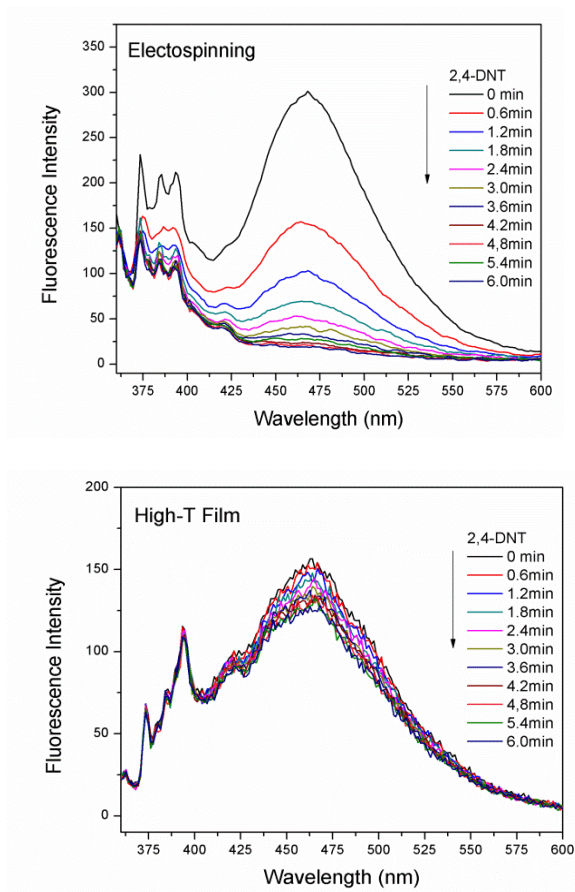 Electospinning
2,4-DNT
0 min
0.6min
1.2min
1.8min
2.4min
3.0min
3.6min
4.2min
4,8min
5.4min
6.0min
350
300
250
200
150
100
50
0
Fluorescence Intensity
375 400 425 450 475 500 525 550 575 600
Wavelength (nm)
High-T Film
2,4-DNT
0 min
0.6min
1.2min
1.8min
2.4min
3.0min
3.6min
4.2min
4,8min
5.4min
6.0min
200
150
100
50
0
Fluorescence Intensity
375 400 425 450 475 500 525 550 575 600
Wavelength (nm)